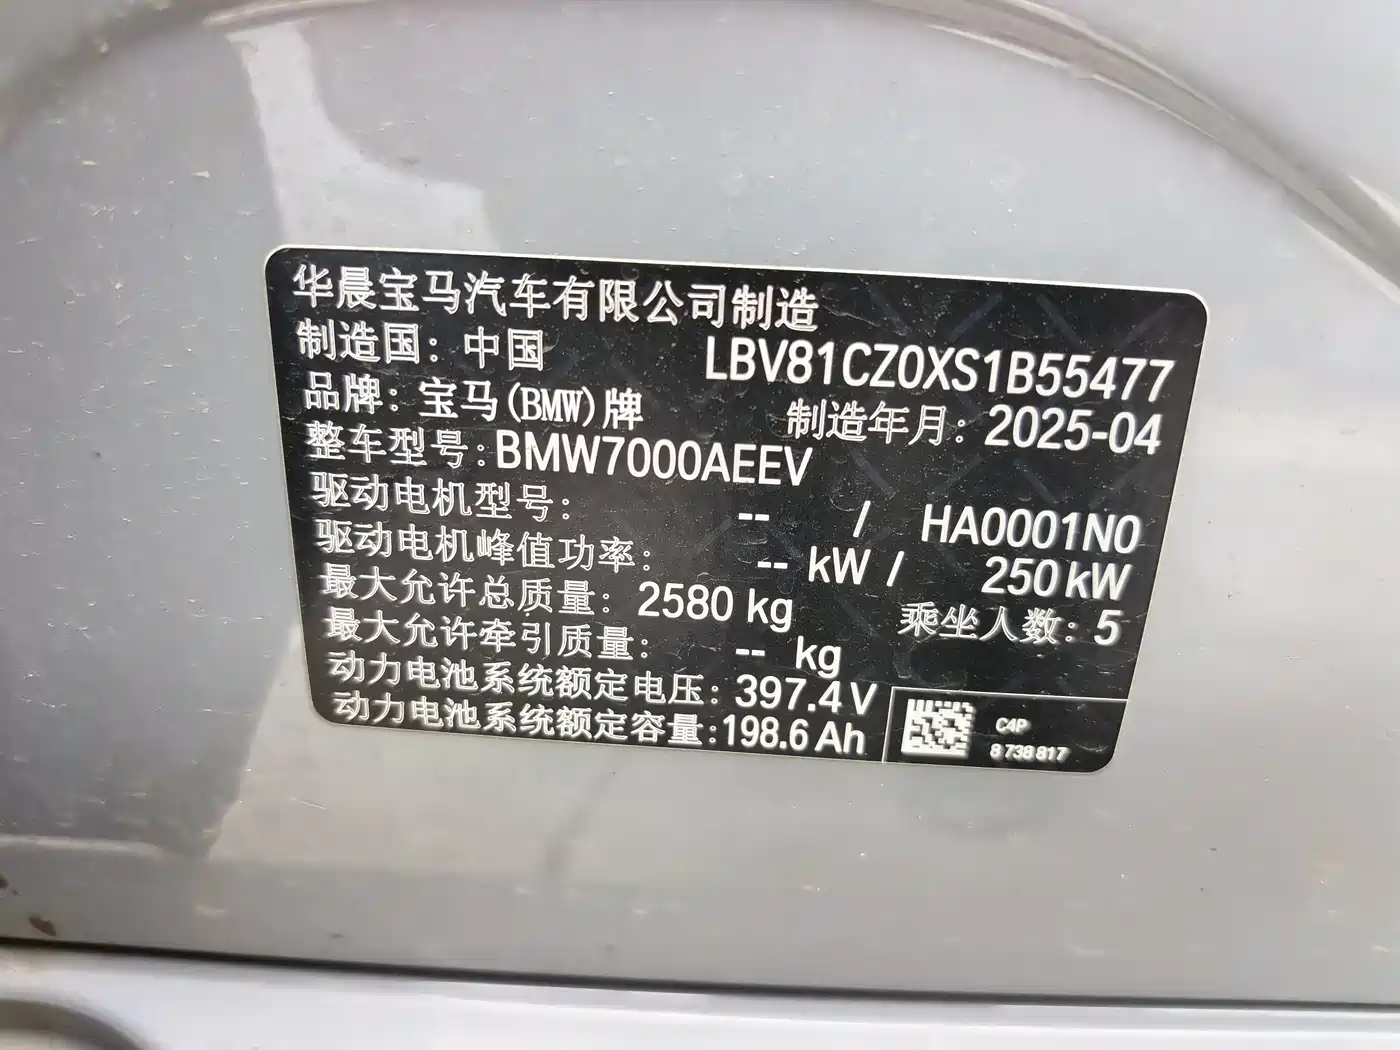 华晨宝马汽车有限公司制造
制造国：中国 LBV81CZ0XS1B55477
品牌：宝马(BMW)牌 制造年月：2025-04
整车型号：BMW7000AEEV
驱动电机型号： -- / HA0001N0
驱动电机峰值功率： -- kW / 250 kW
最大允许总质量：2580 kg 乘坐人数：5
最大允许牵引质量： -- kg
动力电池系统额定电压：397.4 V
动力电池系统额定容量：198.6 Ah
C4P
8 738 817